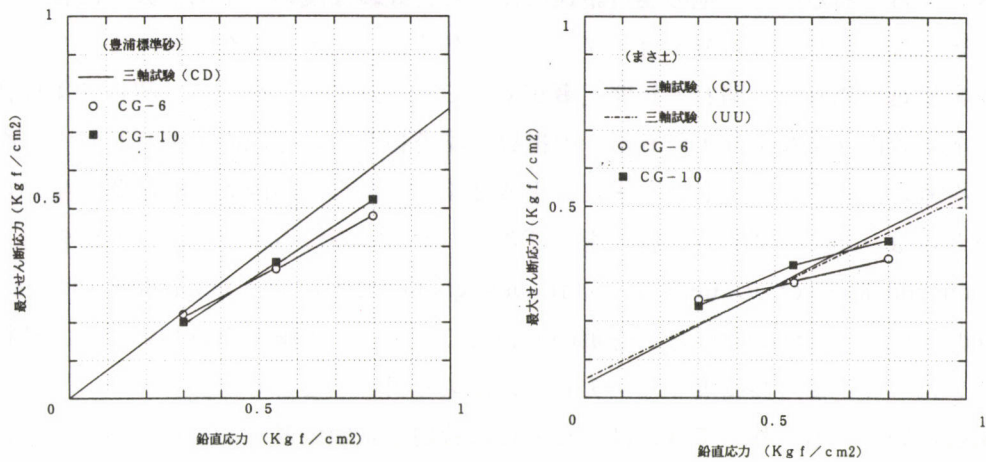 1
(豊浦標準砂)
三軸試験(CD)
CG-6
CG-10
0.5
最大せん断応力(Kgf/cm2)
0
0.5
1
鉛直応力 (Kgf/cm2)
1
(まさ土)
三軸試験 (CU)
三軸試験 (UU)
CG-6
CG-10
0.5
最大せん断応力(Kgf/cm2)
0
0.5
1
鉛直応力 (Kgf/cm2)